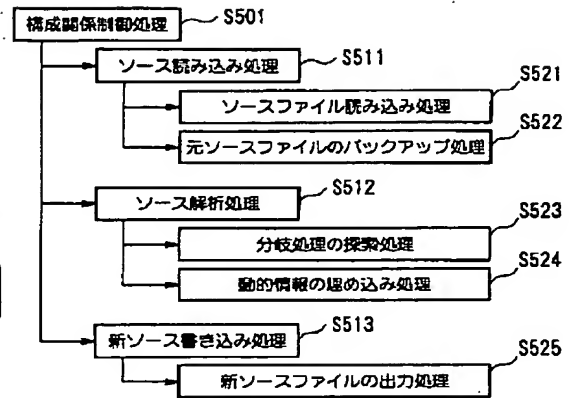 構成関係制御処理 S501
ソース読み込み処理 S511
ソースファイル読み込み処理 S521
元ソースファイルのバックアップ処理 S522
ソース解析処理 S512
分岐処理の探索処理 S523
動的情報の埋め込み処理 S524
新ソース書き込み処理 S513
新ソースファイルの出力処理 S525